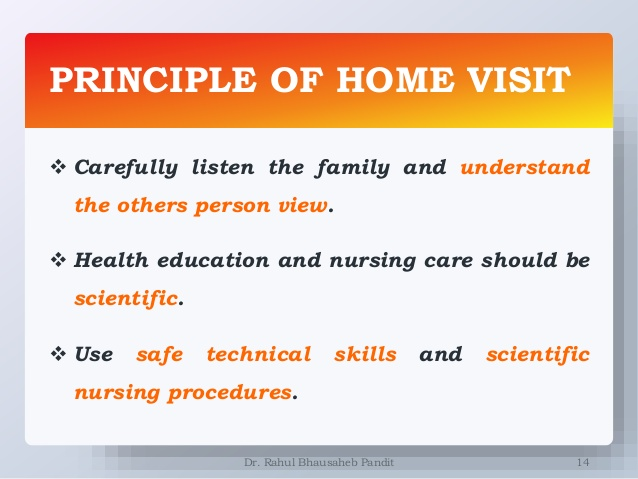 PRINCIPLE OF HOME VISIT
❖ Carefully listen the family and understand
the others person view.
❖ Health education and nursing care should be
scientific.
❖ Use safe technical skills and scientific
nursing procedures.
Dr. Rahul Bhausaheb Pandit 14